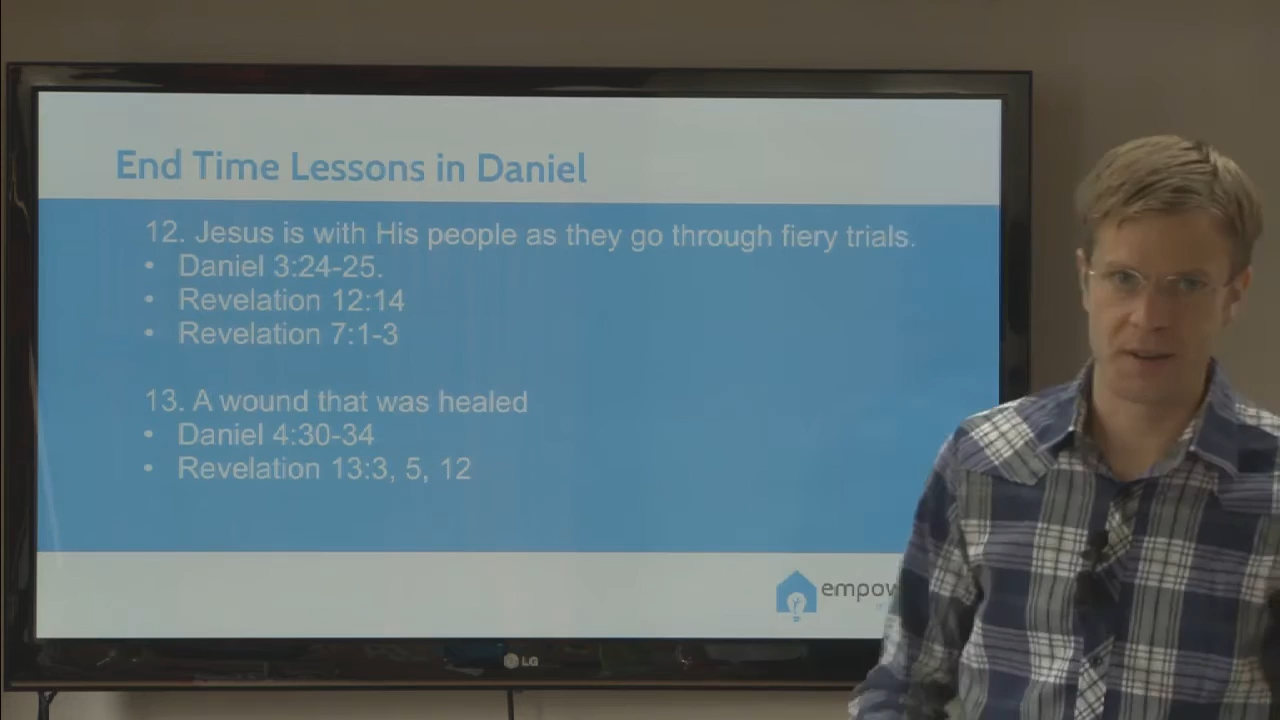 End Time Lessons in Daniel
12. Jesus is with His people as they go through fiery trials.
• Daniel 3:24-25.
• Revelation 12:14
• Revelation 7:1-3
13. A wound that was healed
• Daniel 4:30-34
• Revelation 13:3, 5, 12
LG